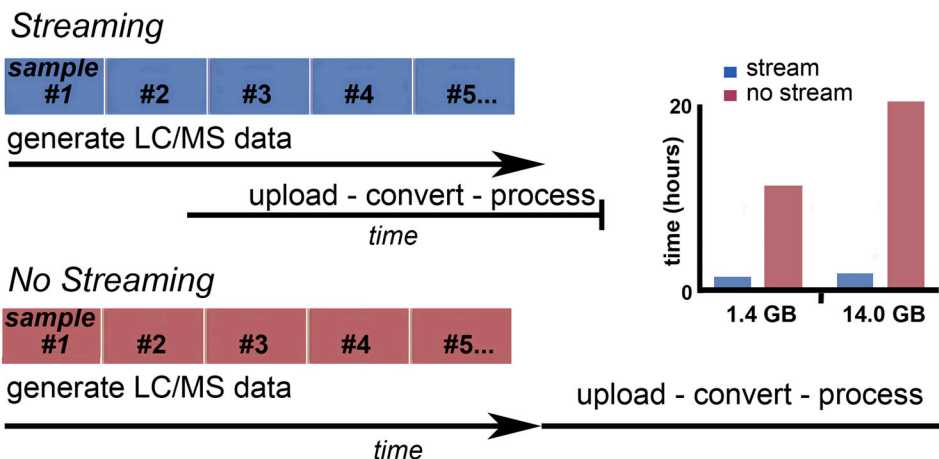 Streaming
sample
#1 #2 #3 #4 #5...
generate LC/MS data
upload - convert - process
time
No Streaming
sample
#1 #2 #3 #4 #5...
generate LC/MS data
upload - convert - process
time
stream
no stream
20
time (hours)
0
1.4 GB 14.0 GB